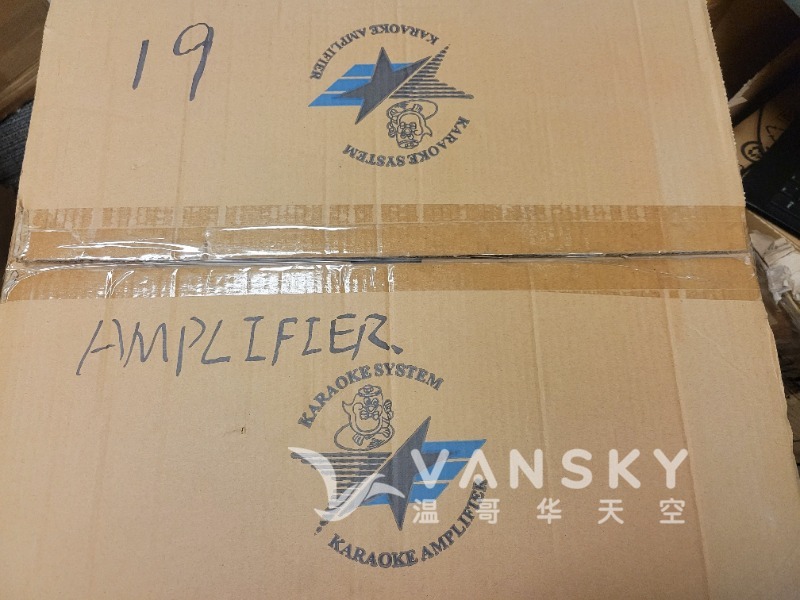 19
KARAOKE AMPLIFIER
KARAOKE SYSTEM
AMPLIFIER
KARAOKE SYSTEM
VANSKY
温哥华天空
KARAOKE AMPLIFIER